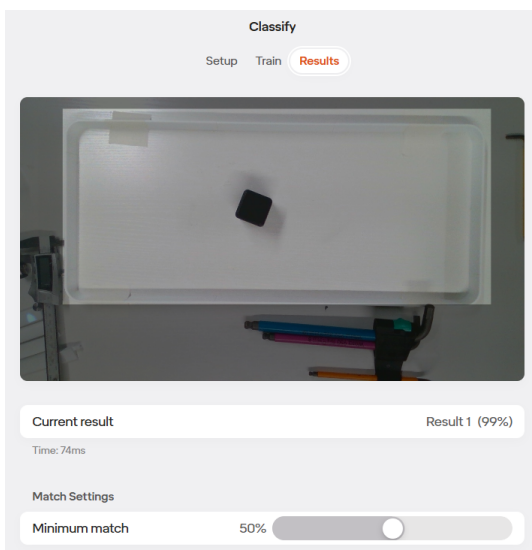 Classify
Setup Train Results
Current result Result 1 (99%)
Time: 74ms
Match Settings
Minimum match 50%